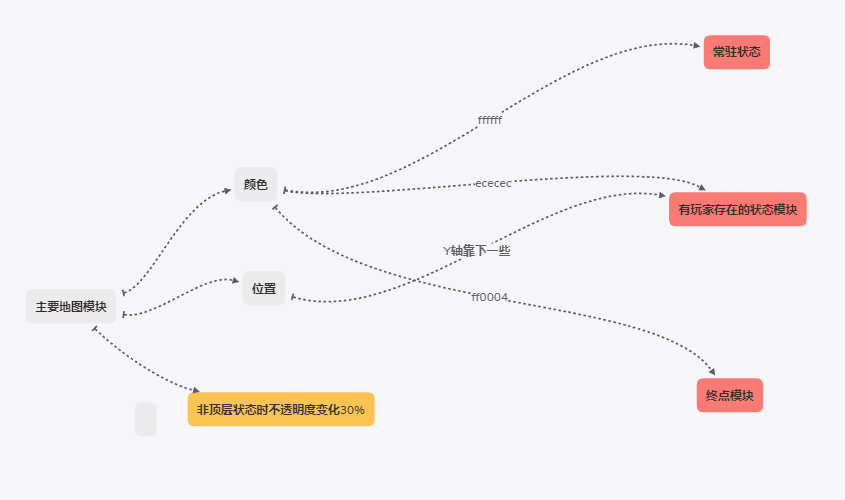 常驻状态
ffffff
颜色
ececec
有玩家存在的状态模块
Y轴靠下一些
位置
ff0004
主要地图模块
终点模块
非顶层状态时不透明度变化30%